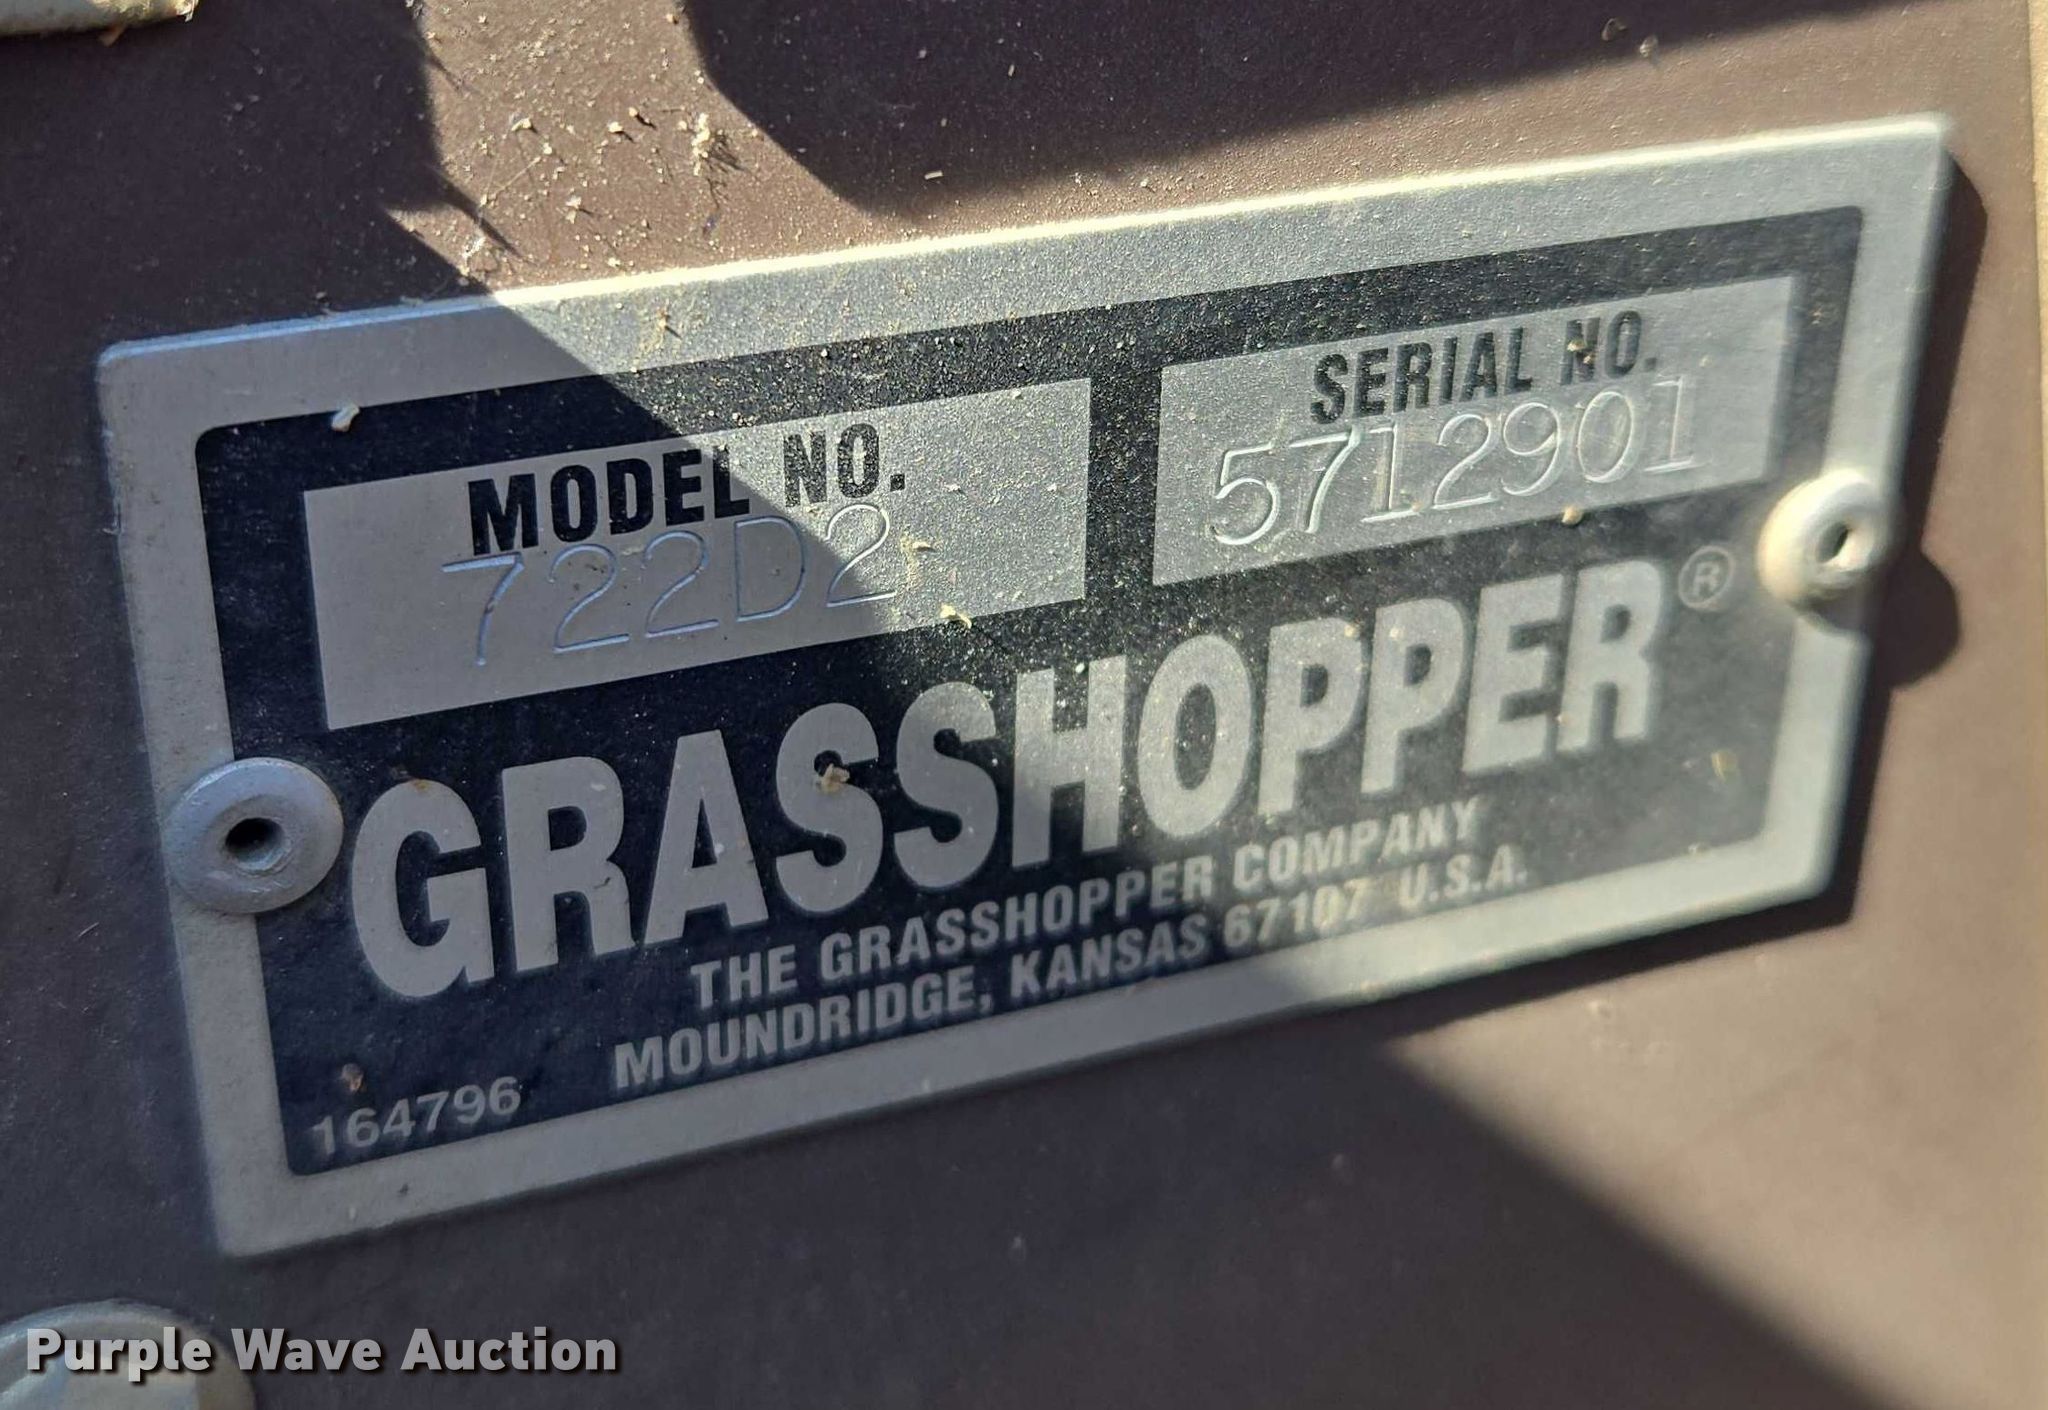 MODEL NO.
722D2
SERIAL NO.
5712901
GRASSHOPPER®
THE GRASSHOPPER COMPANY
MOUNDRIDGE, KANSAS 67107 U.S.A.
164796
Purple Wave Auction